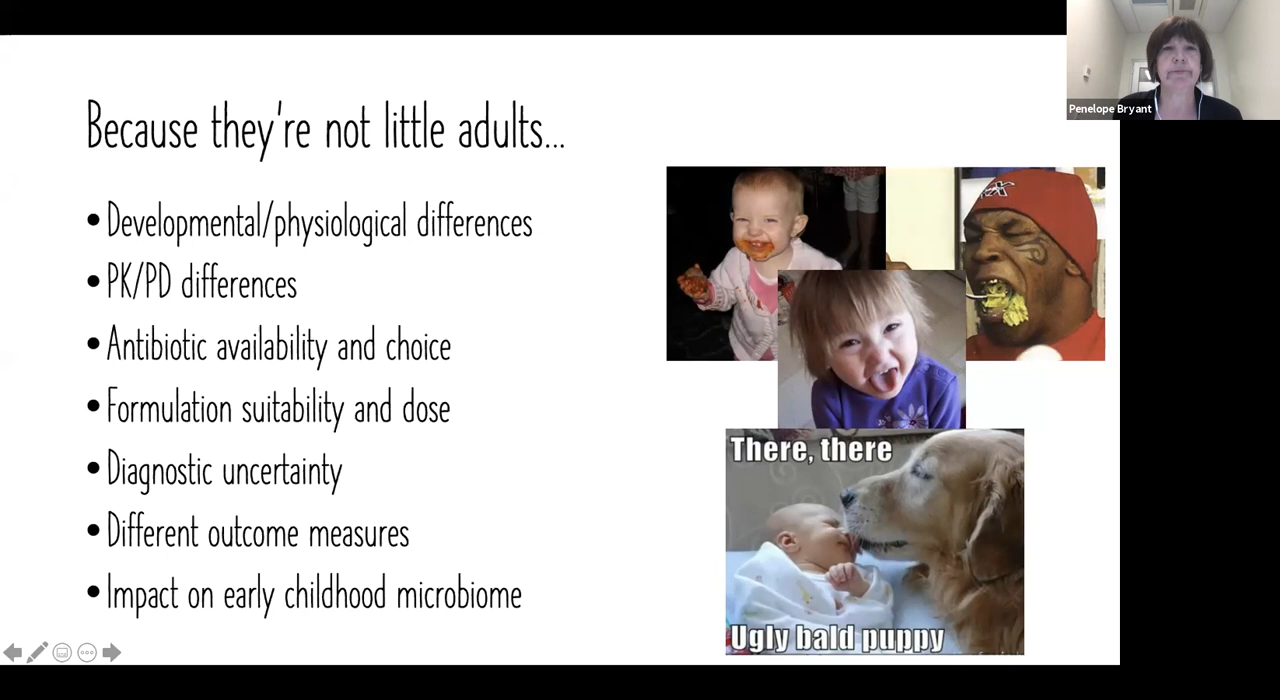 Because they're not little adults...
• Developmental/physiological differences
• PK/PD differences
• Antibiotic availability and choice
• Formulation suitability and dose
• Diagnostic uncertainty
• Different outcome measures
• Impact on early childhood microbiome
There, there
Ugly bald puppy
Penelope Bryant